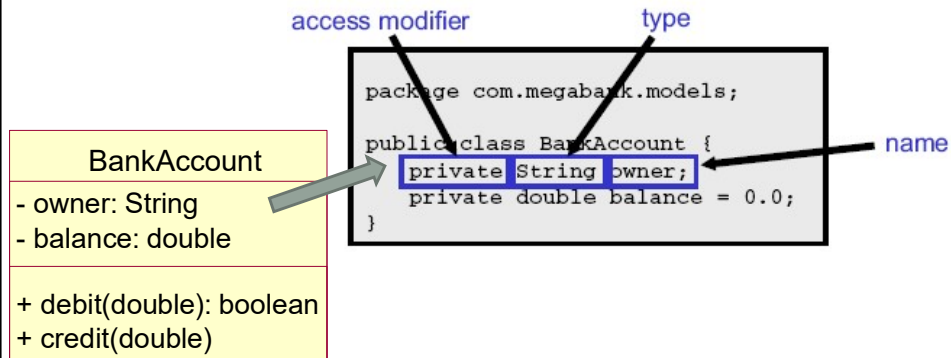 access modifier
type
package com.megabank.models;
public class BankAccount {
private String owner;
private double balance = 0.0;
}
name
BankAccount
- owner: String
- balance: double
+ debit(double): boolean
+ credit(double)